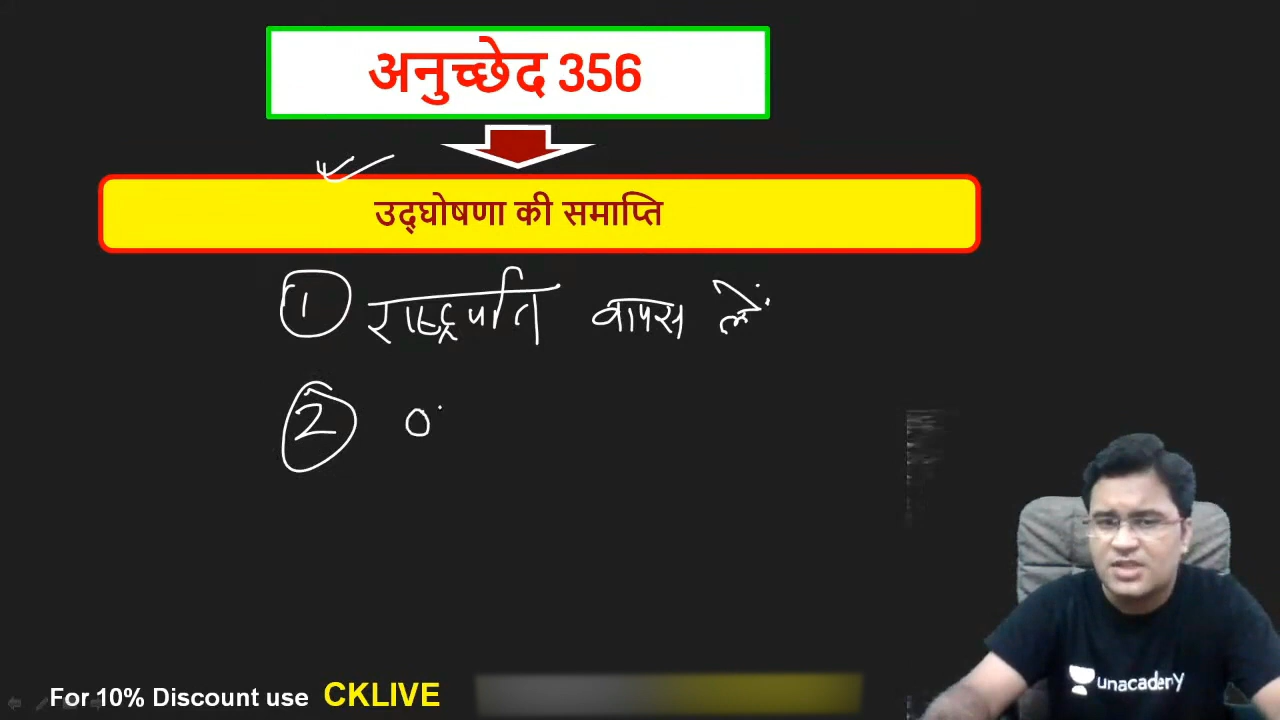 अनुच्छेद 356
उद्घोषणा की समाप्ति
1 राष्ट्रपति वापस लें
2
unacademy
For 10% Discount use CKLIVE